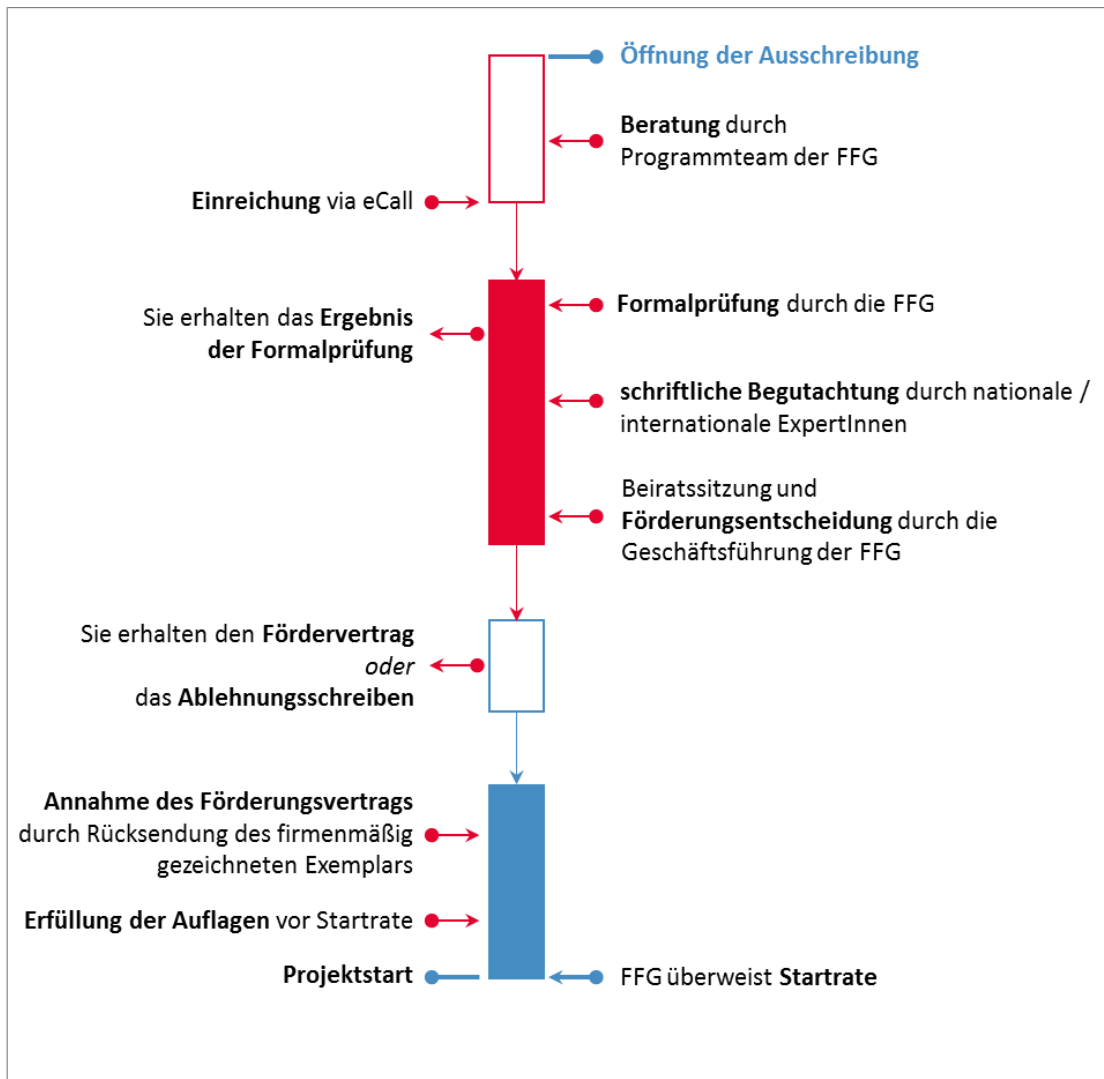 Öffnung der Ausschreibung
Beratung durch
Programmteam der FFG
Einreichung via eCall
Formalprüfung durch die FFG
Sie erhalten das Ergebnis
der Formalprüfung
schriftliche Begutachtung durch nationale /
internationale ExpertInnen
Beiratssitzung und
Förderungsentscheidung durch die
Geschäftsführung der FFG
Sie erhalten den Fördervertrag
oder
das Ablehnungsschreiben
Annahme des Förderungsvertrags
durch Rücksendung des firmenmäßig
gezeichneten Exemplars
Erfüllung der Auflagen vor Startrate
Projektstart
FFG überweist Startrate